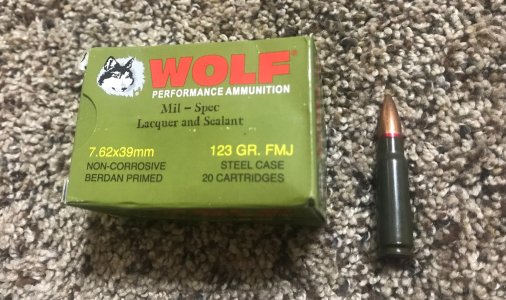 WOLF®
PERFORMANCE AMMUNITION
Mil - Spec
Lacquer and Sealant
7.62x39mm 123 GR. FMJ
NON-CORROSIVE STEEL CASE
BERDAN PRIMED 20 CARTRIDGES